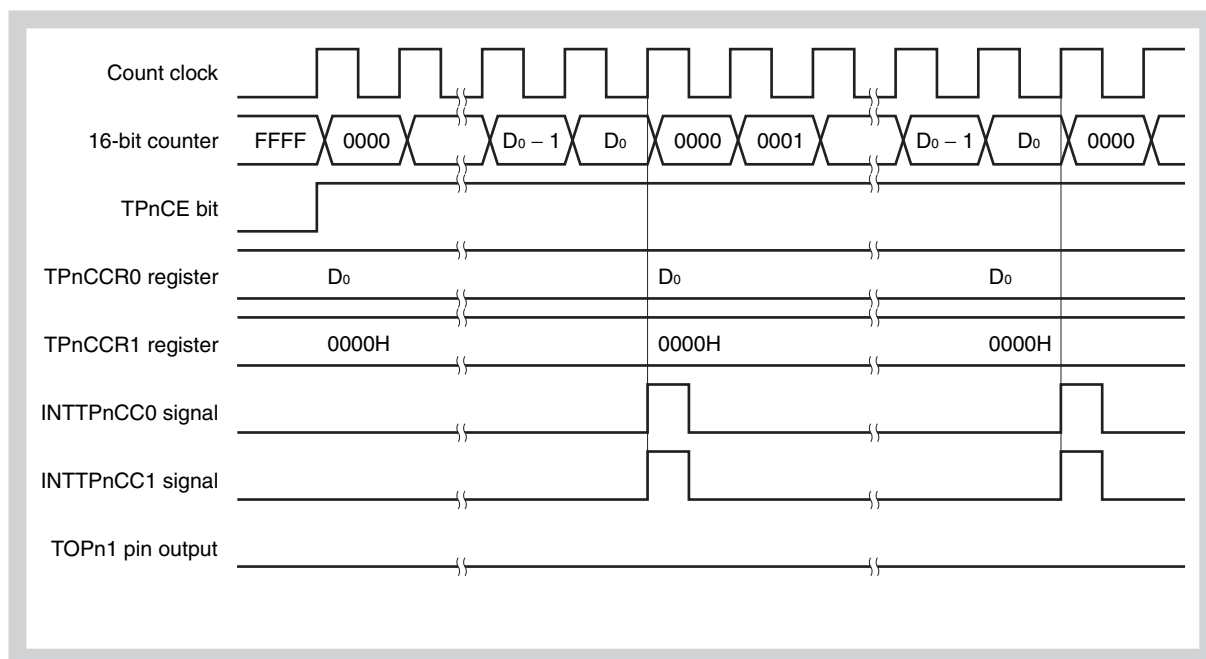 Count clock
16-bit counter FFFF 0000 D₀ − 1 D₀ 0000 0001 D₀ − 1 D₀ 0000
TPnCE bit
TPnCCR0 register D₀ D₀ D₀
TPnCCR1 register 0000H 0000H 0000H
INTTPnCC0 signal
INTTPnCC1 signal
TOPn1 pin output